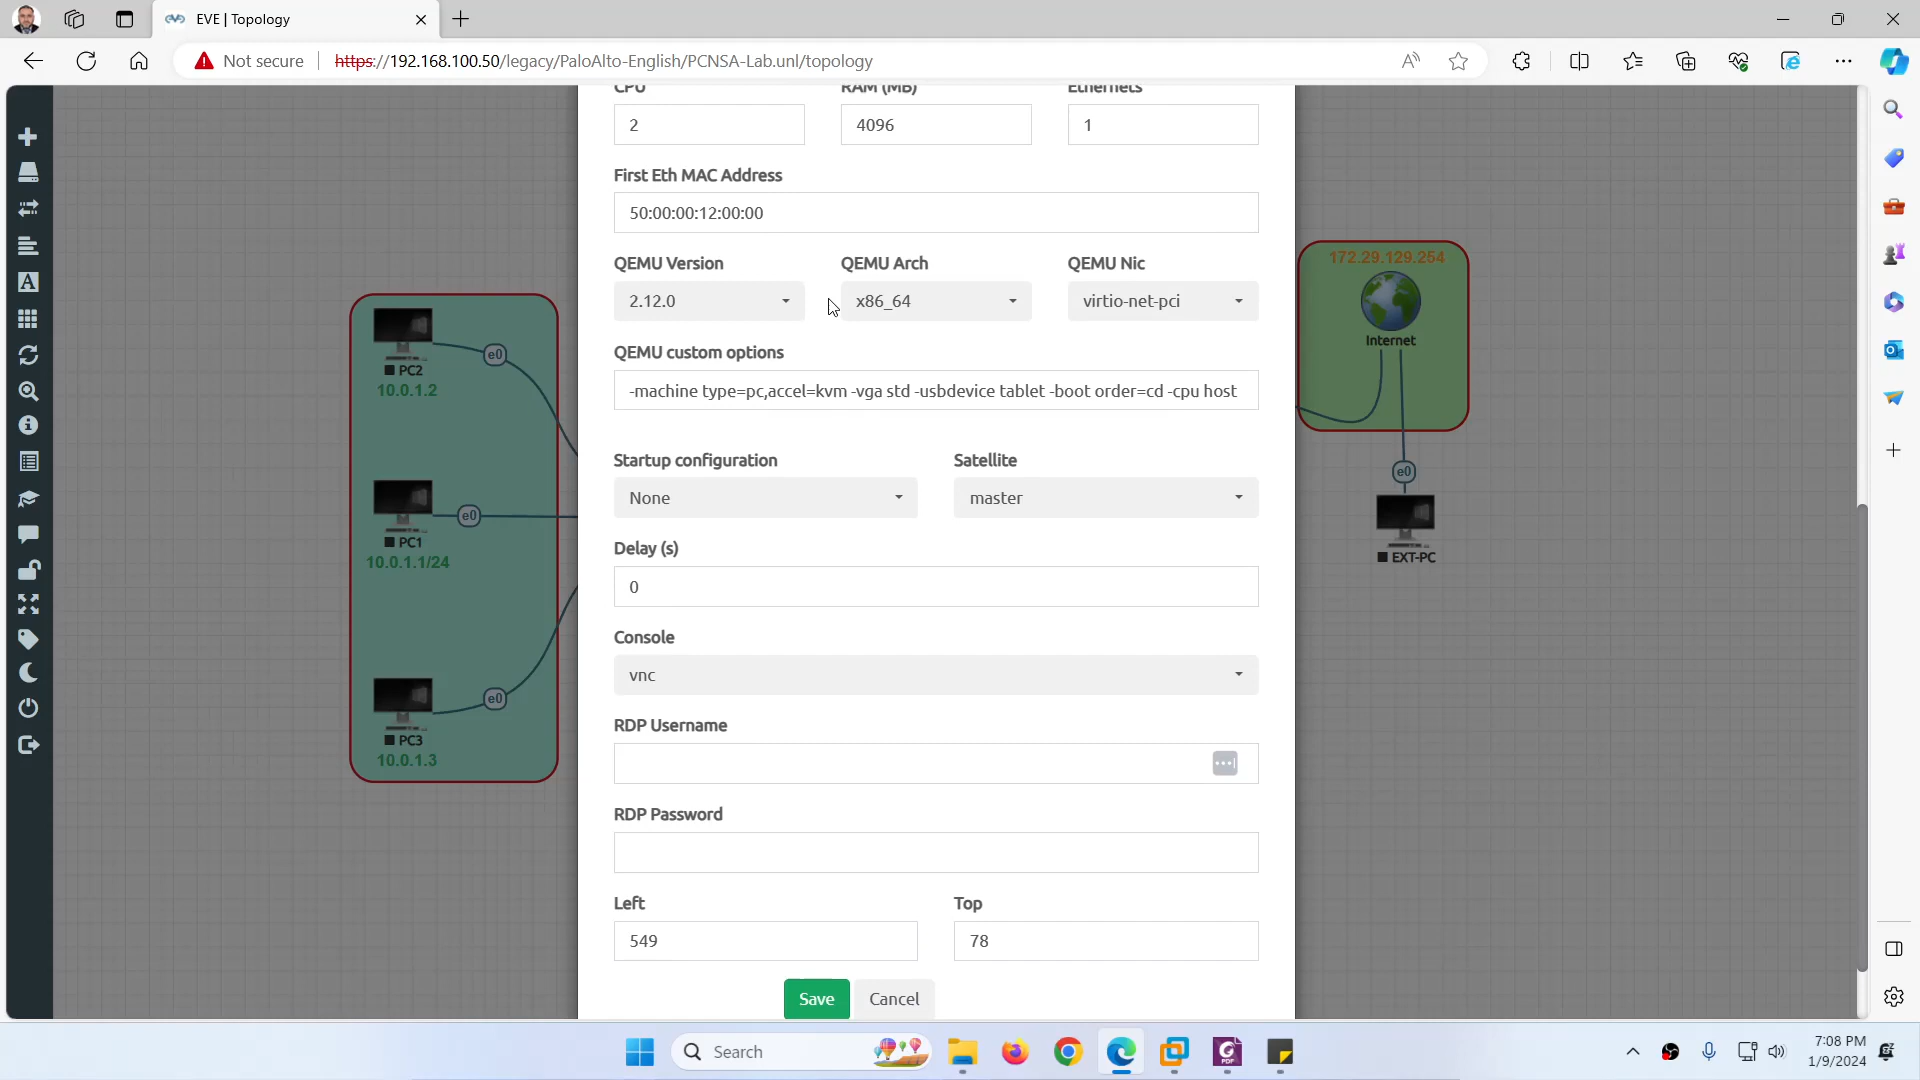 EVE | Topology
Not secure
https://192.168.100.50/legacy/PaloAlto-English/PCNSA-Lab.unl/topology
CPU
RAM (MB)
Ethernets
2
4096
1
First Eth MAC Address
50:00:00:12:00:00
QEMU Version
QEMU Arch
QEMU Nic
2.12.0
x86_64
virtio-net-pci
QEMU custom options
-machine type=pc,accel=kvm -vga std -usbdevice tablet -boot order=cd -cpu host
Startup configuration
Satellite
None
master
Delay (s)
0
Console
vnc
RDP Username
RDP Password
Left
Top
549
78
Save
Cancel
PC2
10.0.1.2
e0
PC1
10.0.1.1/24
e0
PC3
10.0.1.3
e0
172.29.129.254
Internet
e0
EXT-PC
Search
7:08 PM
1/9/2024